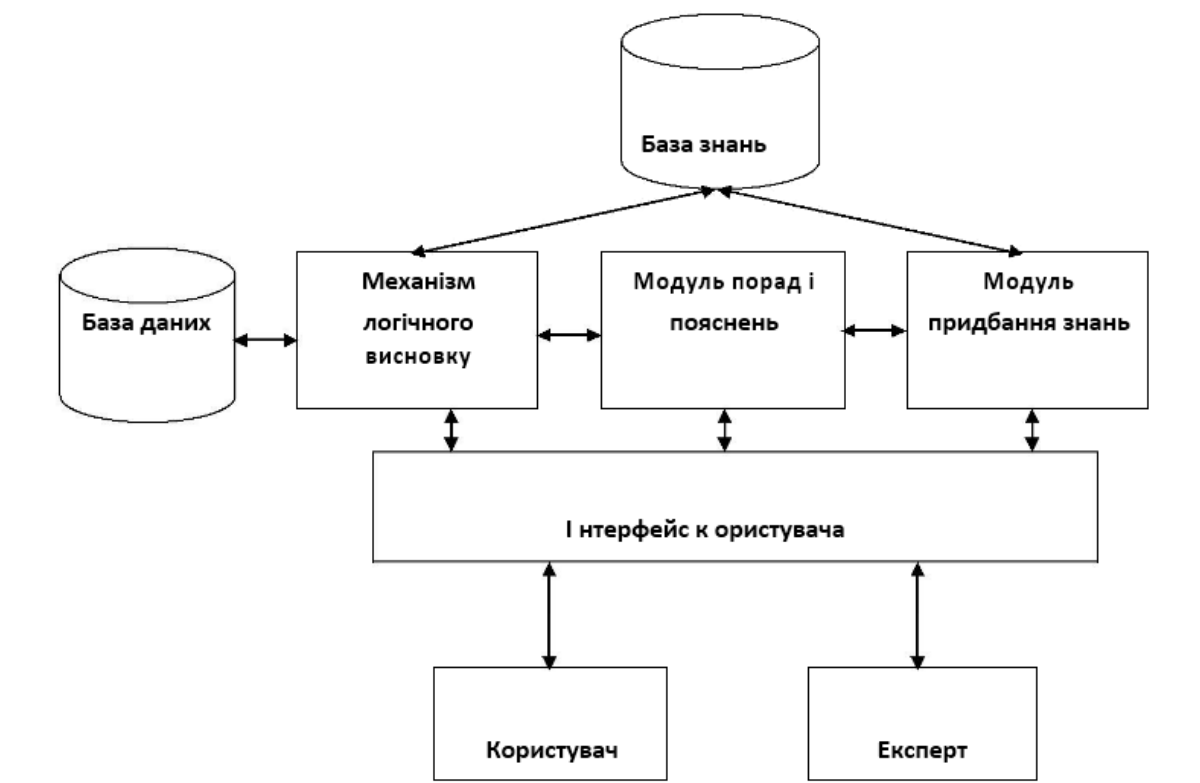 База знань
База даних
Механізм
логічного
висновку
Модуль порад і
пояснень
Модуль
придбання знань
І нтерфейс к ористувача
Користувач
Експерт